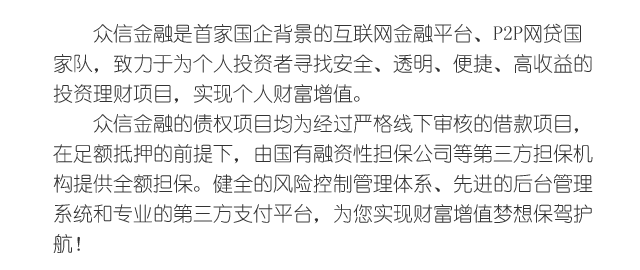 众信金融是首家国企背景的互联网金融平台、P2P网贷国
家队，致力于为个人投资者寻找安全、透明、便捷、高收益的
投资理财项目，实现个人财富增值。
众信金融的债权项目均为经过严格线下审核的借款项目，
在足额抵押的前提下，由国有融资性担保公司等第三方担保机
构提供全额担保。健全的风险控制管理体系、先进的后台管理
系统和专业的第三方支付平台，为您实现财富增值梦想保驾护
航！